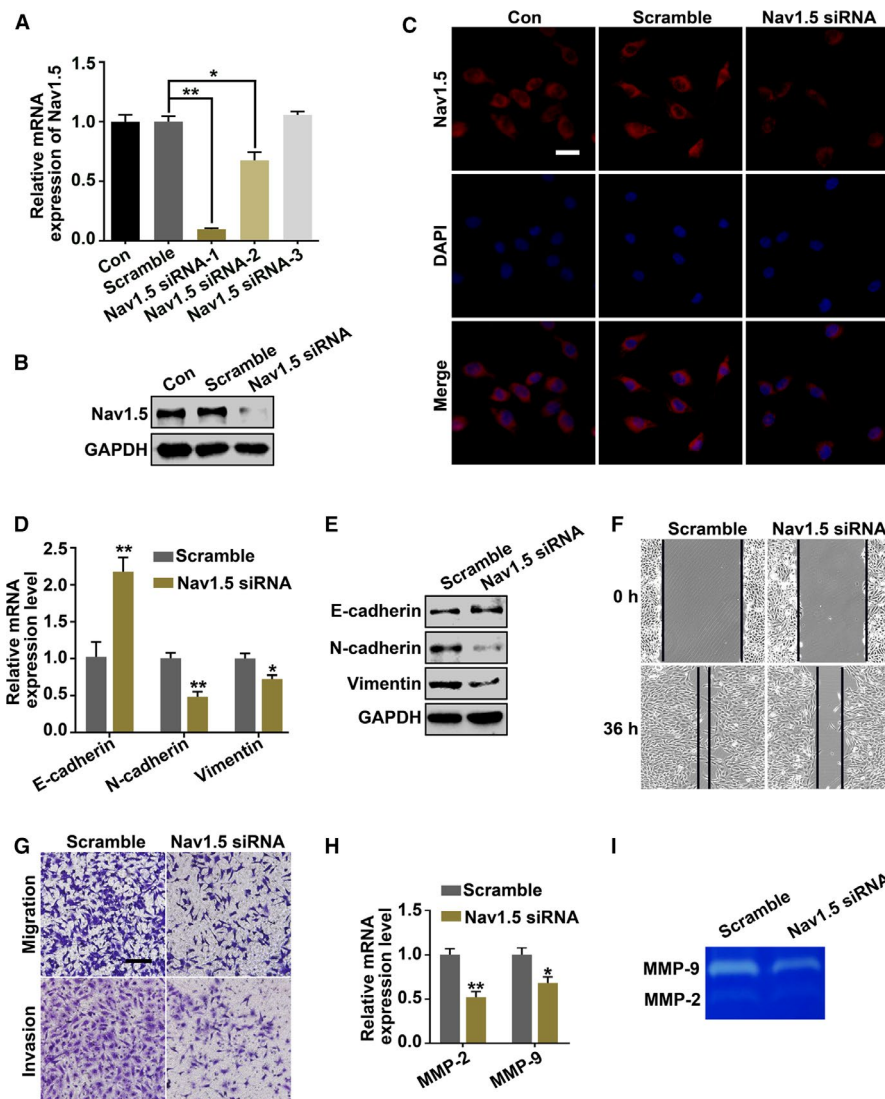 A
Relative mRNA
expression of Nav1.5
1.5
1.0
0.5
0.0
*
**
Con
Scramble
Nav1.5 siRNA-1
Nav1.5 siRNA-2
Nav1.5 siRNA-3
B
Con
Scramble
Nav1.5 siRNA
Nav1.5
GAPDH
C
Con
Scramble
Nav1.5 siRNA
Nav1.5
DAPI
Merge
D
Relative mRNA
expression level
2.5
2.0
1.5
1.0
0.5
0.0
Scramble
Nav1.5 siRNA
**
**
*
E-cadherin
N-cadherin
Vimentin
E
Scramble
Nav1.5 siRNA
E-cadherin
N-cadherin
Vimentin
GAPDH
F
Scramble
Nav1.5 siRNA
0 h
36 h
G
Scramble
Nav1.5 siRNA
Migration
Invasion
H
Relative mRNA
expression level
1.5
1.0
0.5
0.0
Scramble
Nav1.5 siRNA
**
*
MMP-2
MMP-9
I
Scramble
Nav1.5 siRNA
MMP-9
MMP-2